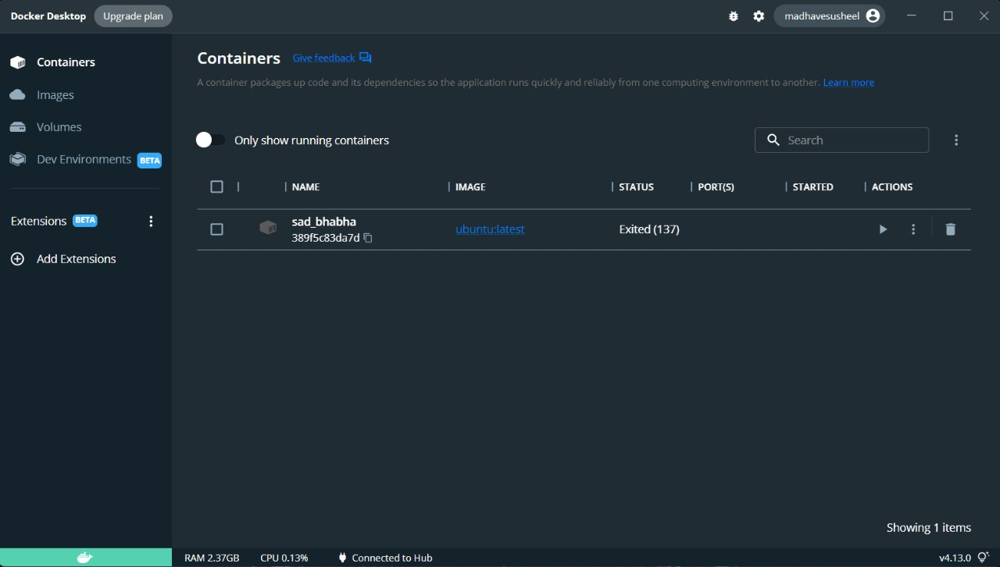 Docker Desktop Upgrade plan madhavesusheel
Containers
Images
Volumes
Dev Environments BETA
Extensions BETA
Add Extensions
Containers Give feedback
A container packages up code and its dependencies so the application runs quickly and reliably from one computing environment to another. Learn more
Only show running containers Search
NAME IMAGE STATUS PORT(S) STARTED ACTIONS
sad_bhabha ubuntu:latest Exited (137)
389f5c83da7d
Showing 1 items
RAM 2.37GB CPU 0.13% Connected to Hub v4.13.0